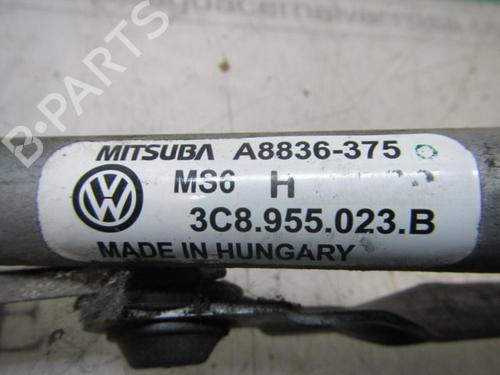 MITSUBA A8836-375
MS6 H
3C8.955.023.B
MADE IN HUNGARY
B-PARTS